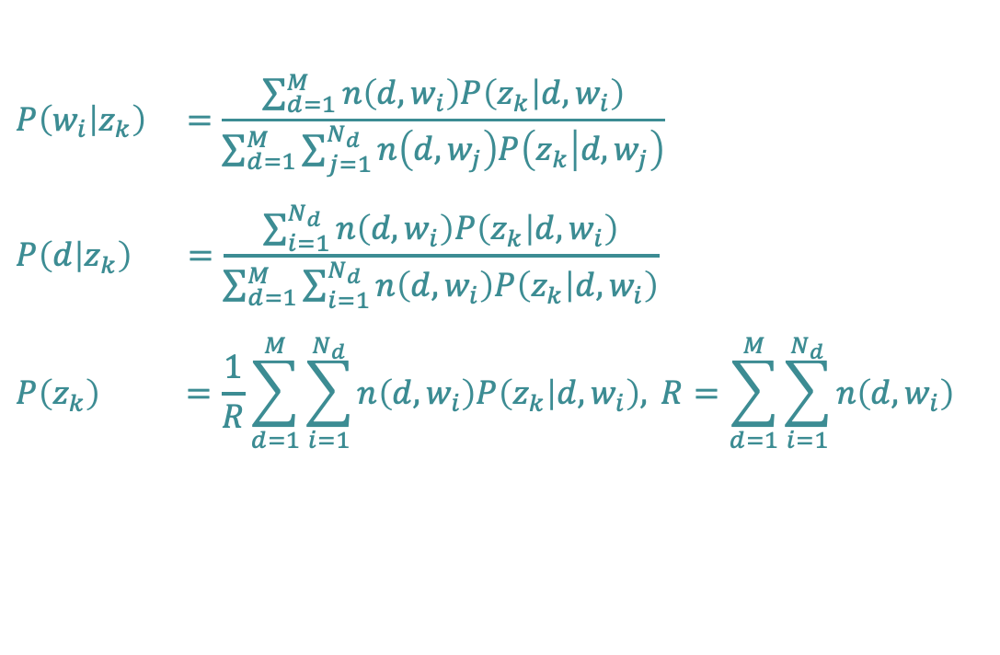 P(w_i|z_k) = \frac{\sum_{d=1}^{M} n(d, w_i)P(z_k|d, w_i)}{\sum_{d=1}^{M} \sum_{j=1}^{N_d} n(d, w_j)P(z_k|d, w_j)}
P(d|z_k) = \frac{\sum_{i=1}^{N_d} n(d, w_i)P(z_k|d, w_i)}{\sum_{d=1}^{M} \sum_{i=1}^{N_d} n(d, w_i)P(z_k|d, w_i)}
P(z_k) = \frac{1}{R} \sum_{d=1}^{M} \sum_{i=1}^{N_d} n(d, w_i)P(z_k|d, w_i), R = \sum_{d=1}^{M} \sum_{i=1}^{N_d} n(d, w_i)